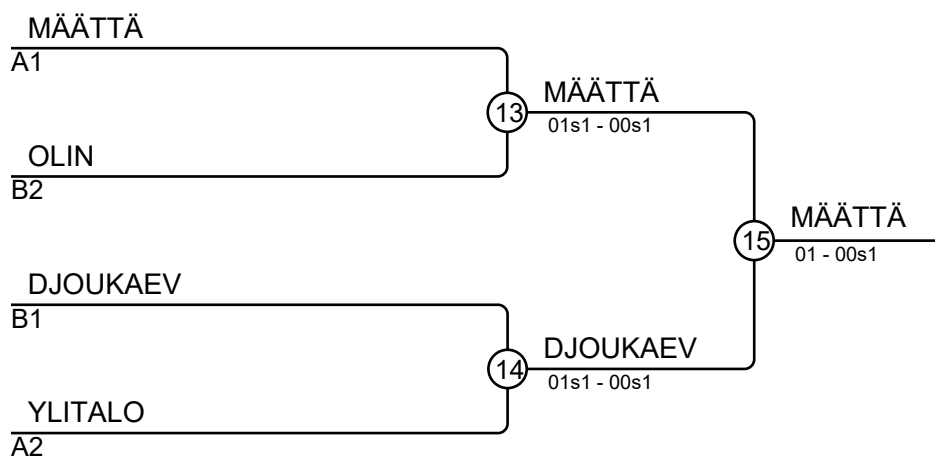 MÄÄTTÄ
A1
13
MÄÄTTÄ
01s1 - 00s1
OLIN
B2
15
MÄÄTTÄ
01 - 00s1
DJOUKAEV
B1
14
DJOUKAEV
01s1 - 00s1
YLITALO
A2